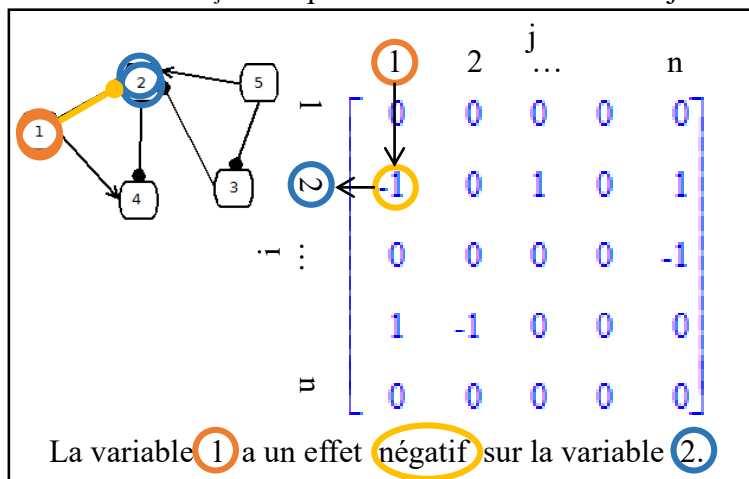 j
1 2 … n
2 5
1
4 3
1 0 0 0 0 0
2 -1 0 1 0 1
i … 0 0 0 0 -1
1 -1 0 0 0
n 0 0 0 0 0
La variable 1 a un effet négatif sur la variable 2.